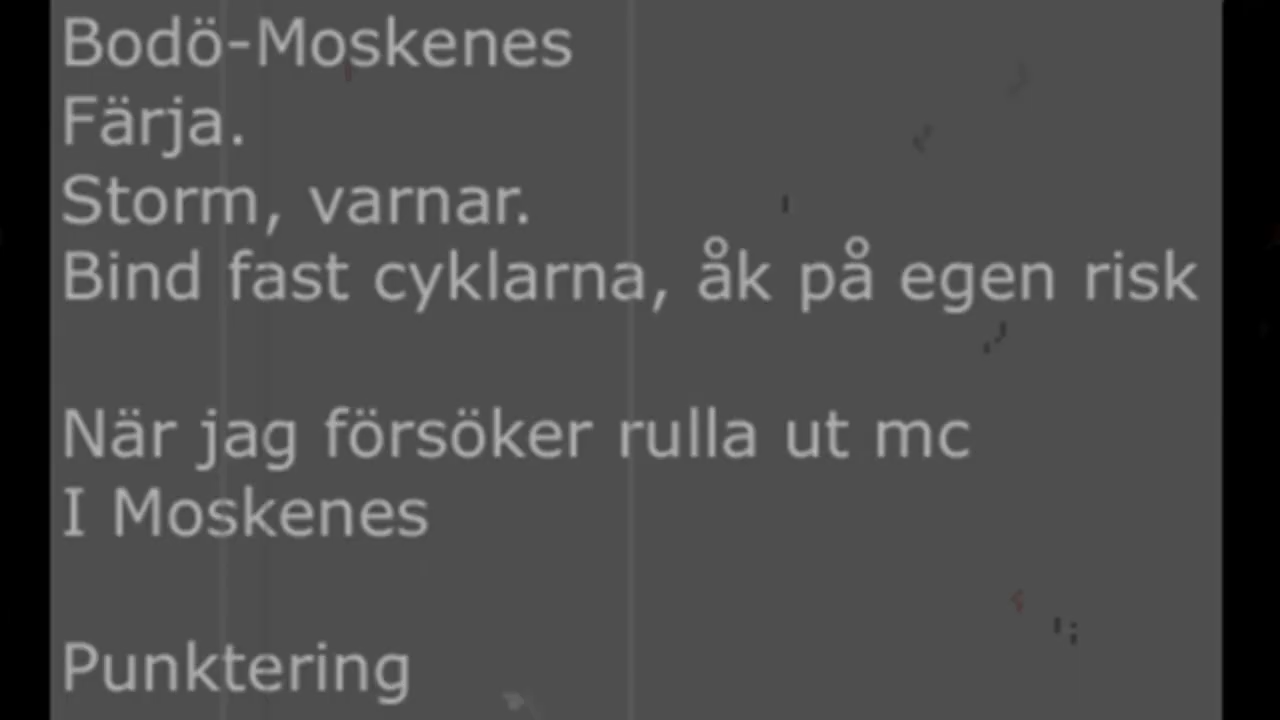 Bodö-Moskenes
Färja.
Storm, varnar.
Bind fast cyklarna, åk på egen risk
När jag försöker rulla ut mc
I Moskenes
Punktering